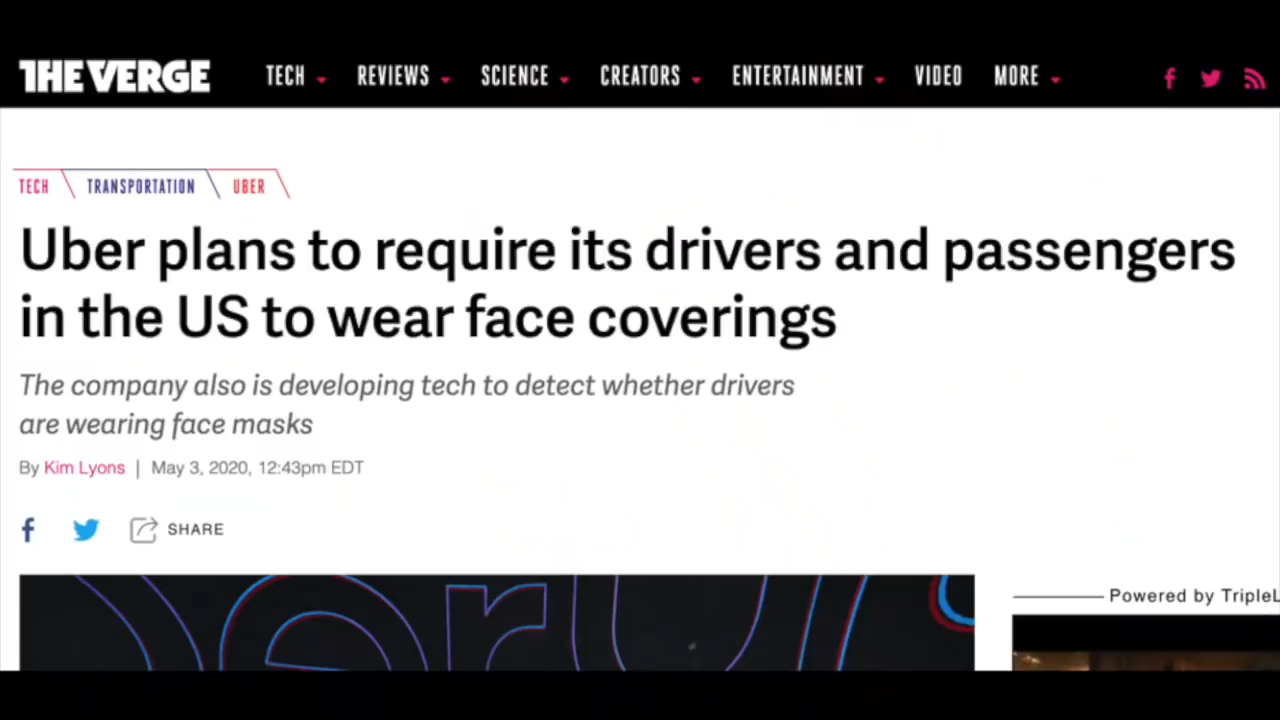 THE VERGE TECH REVIEWS SCIENCE CREATORS ENTERTAINMENT VIDEO MORE
TECH TRANSPORTATION UBER
Uber plans to require its drivers and passengers
in the US to wear face coverings
The company also is developing tech to detect whether drivers
are wearing face masks
By Kim Lyons | May 3, 2020, 12:43pm EDT
SHARE
Powered by TripleL